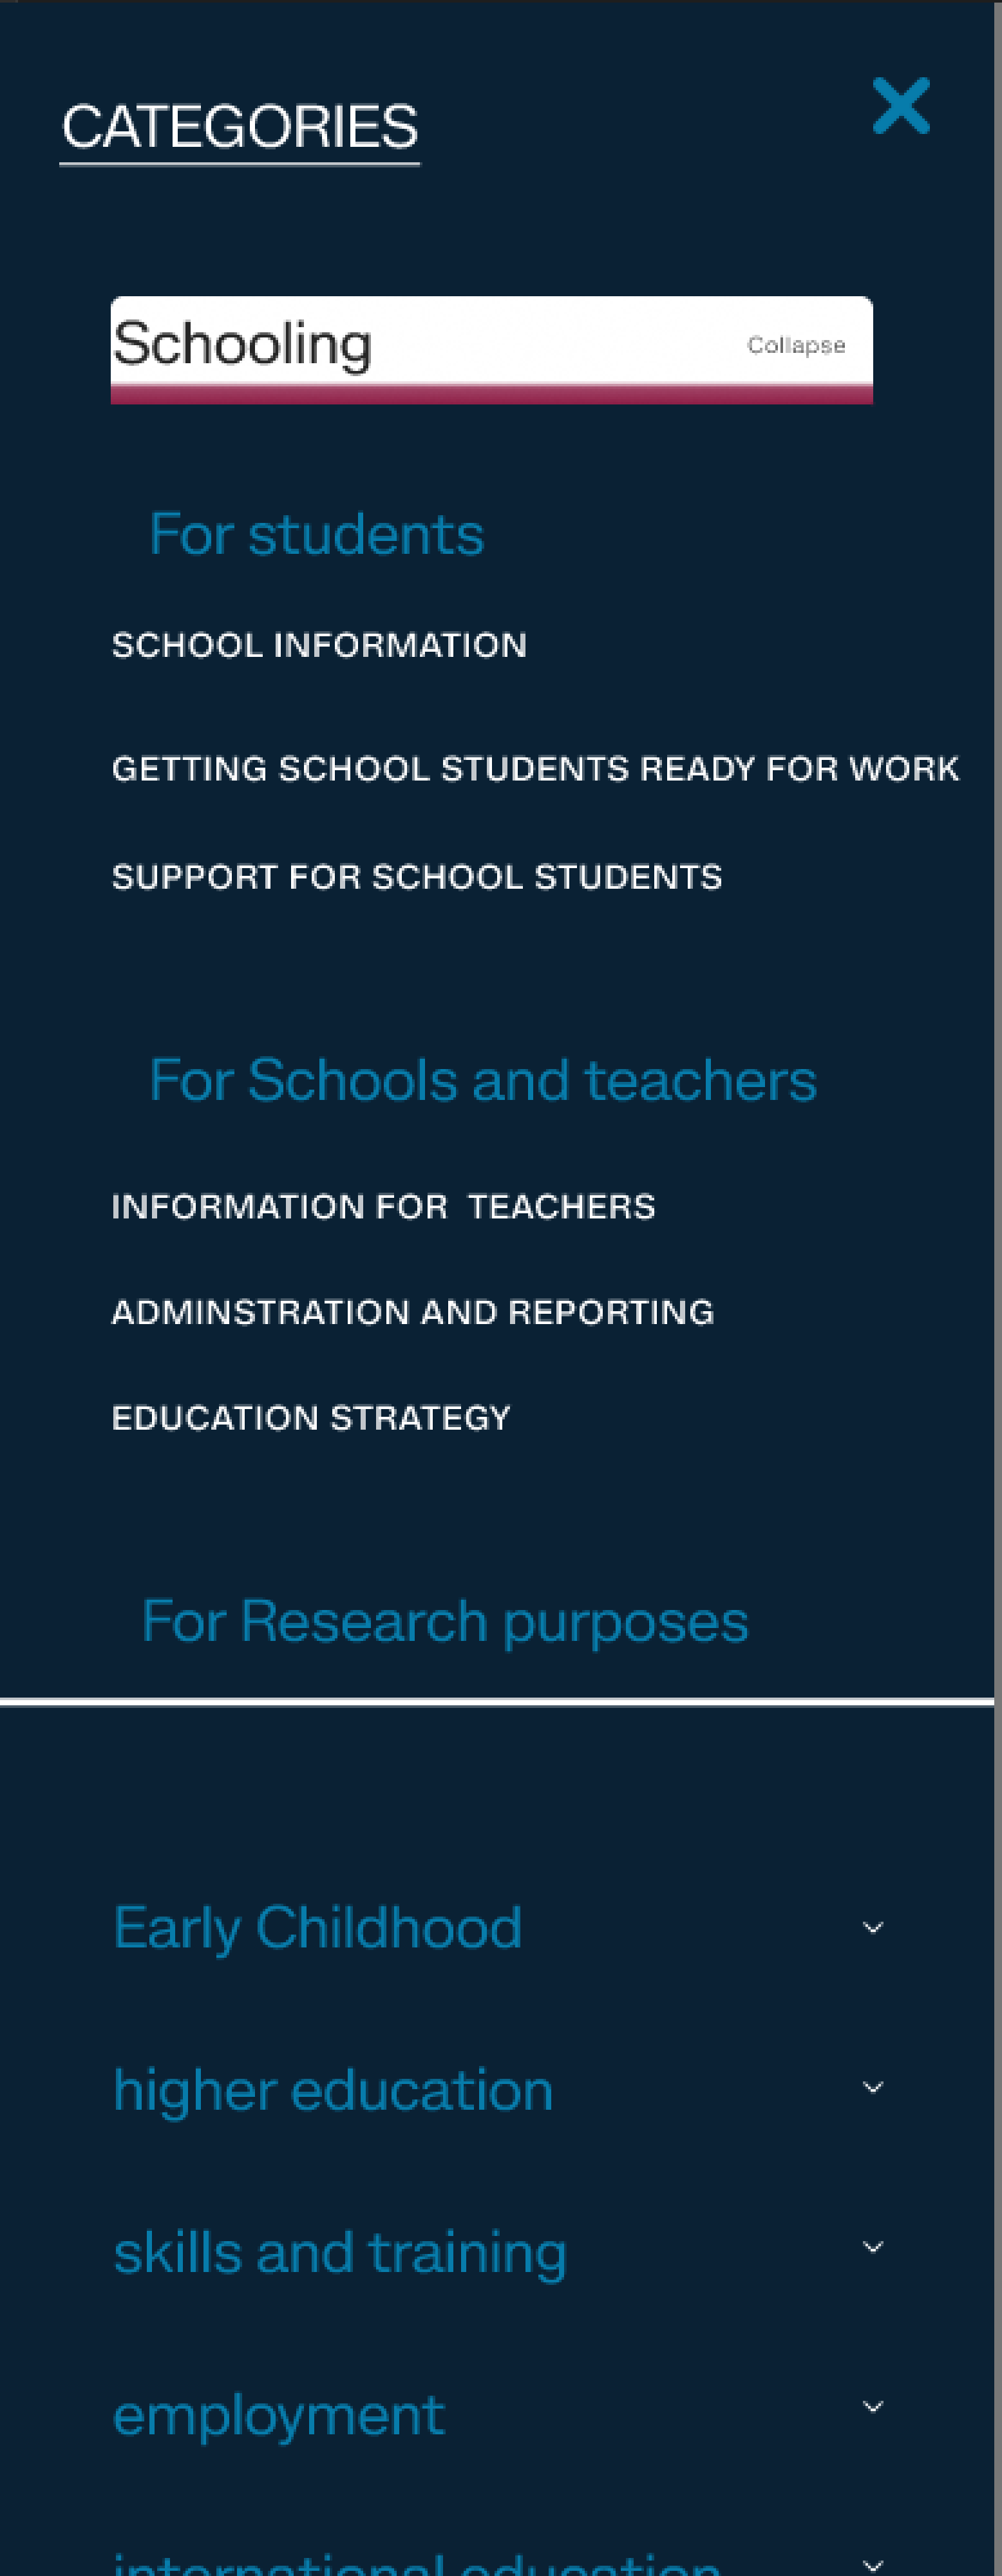 CATEGORIES
Schooling Collapse
For students
SCHOOL INFORMATION
GETTING SCHOOL STUDENTS READY FOR WORK
SUPPORT FOR SCHOOL STUDENTS
For Schools and teachers
INFORMATION FOR  TEACHERS
ADMINSTRATION AND REPORTING
EDUCATION STRATEGY
For Research purposes
Early Childhood
higher education
skills and training
employment
international education